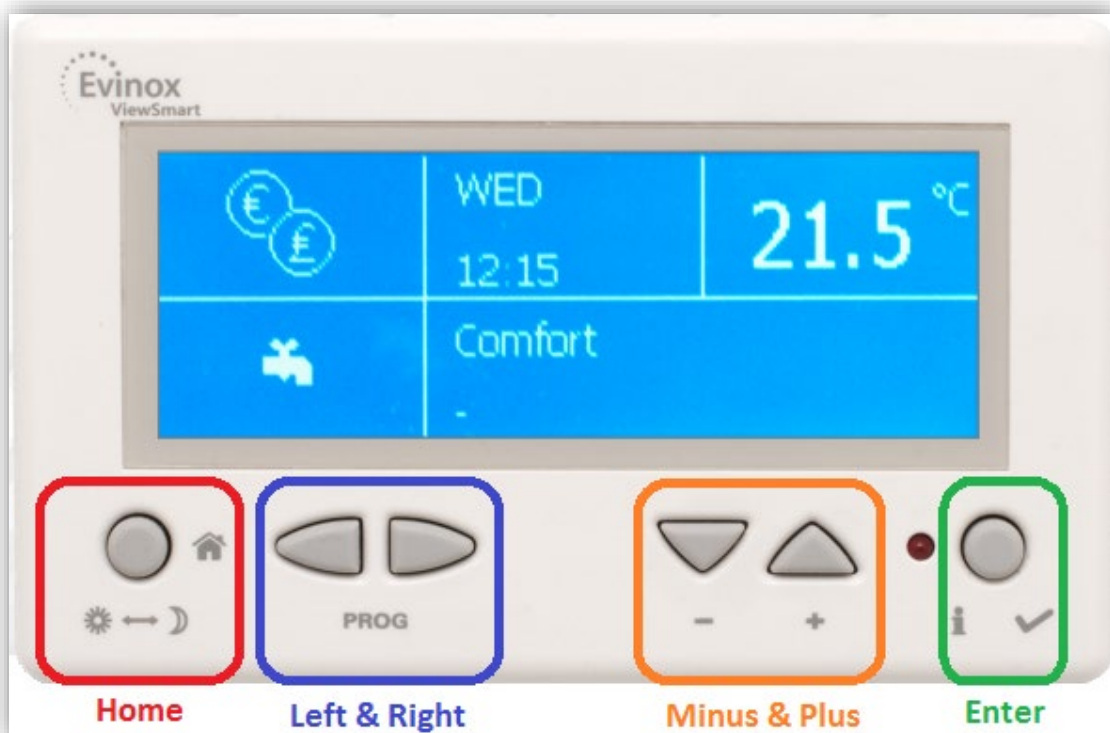 Evinox
ViewSmart
€
£
WED
12:15
21.5 °C
Comfort
-
PROG
- +
i
Home
Left & Right
Minus & Plus
Enter